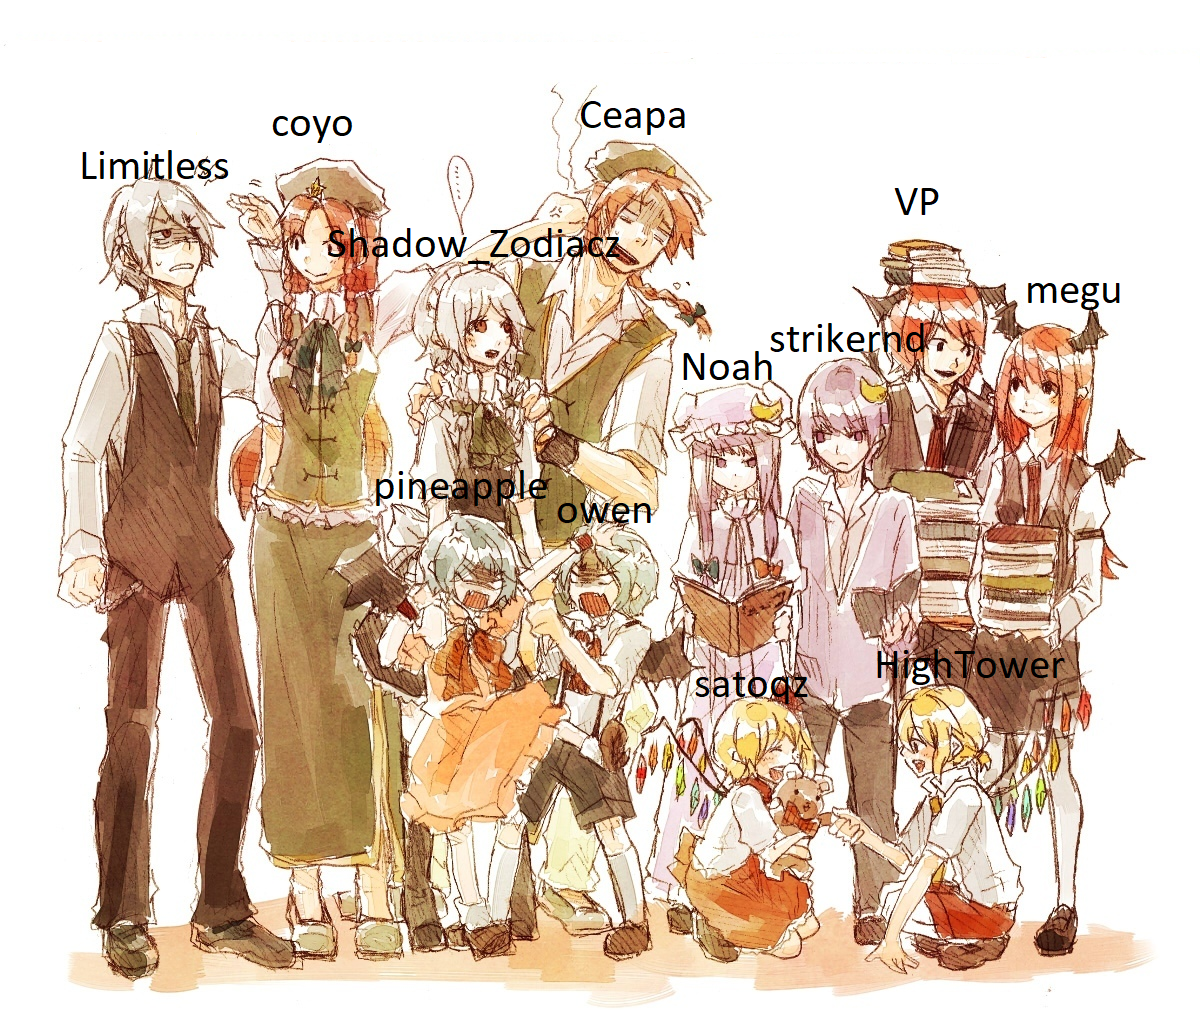 coyo
Ceapa
Limitless
VP
Shadow_Zodiacz
megu
strikernd
Noah
pineapple
owen
HighTower
satoqz